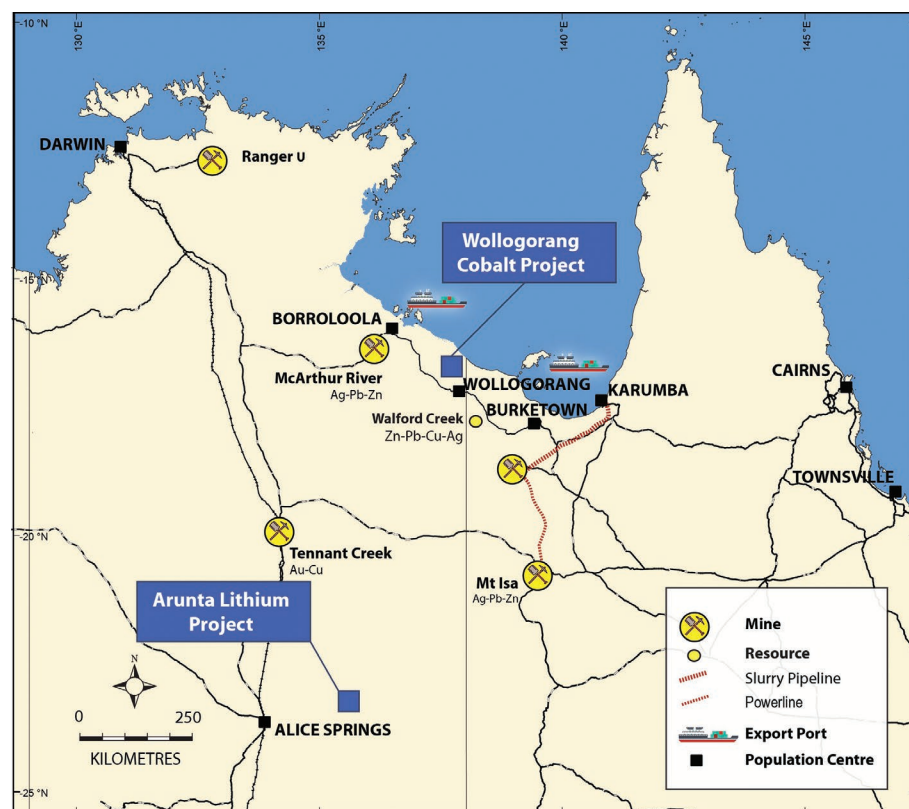 130 °E
135 °E
140 °E
145 °E
-10 °N
DARWIN
Ranger U
Wollogorang
Cobalt Project
-15 °N
BORROLOOLA
McArthur River
Ag-Pb-Zn
WOLLOGORANG
KARUMBA
CAIRNS
Walford Creek
Zn-Pb-Cu-Ag
BURKETOWN
TOWNSVILLE
-20 °N
Tennant Creek
Au-Cu
Mt Isa
Ag-Pb-Zn
Arunta Lithium
Project
N
0 250
KILOMETRES
ALICE SPRINGS
-25 °N
Mine
Resource
Slurry Pipeline
Powerline
Export Port
Population Centre